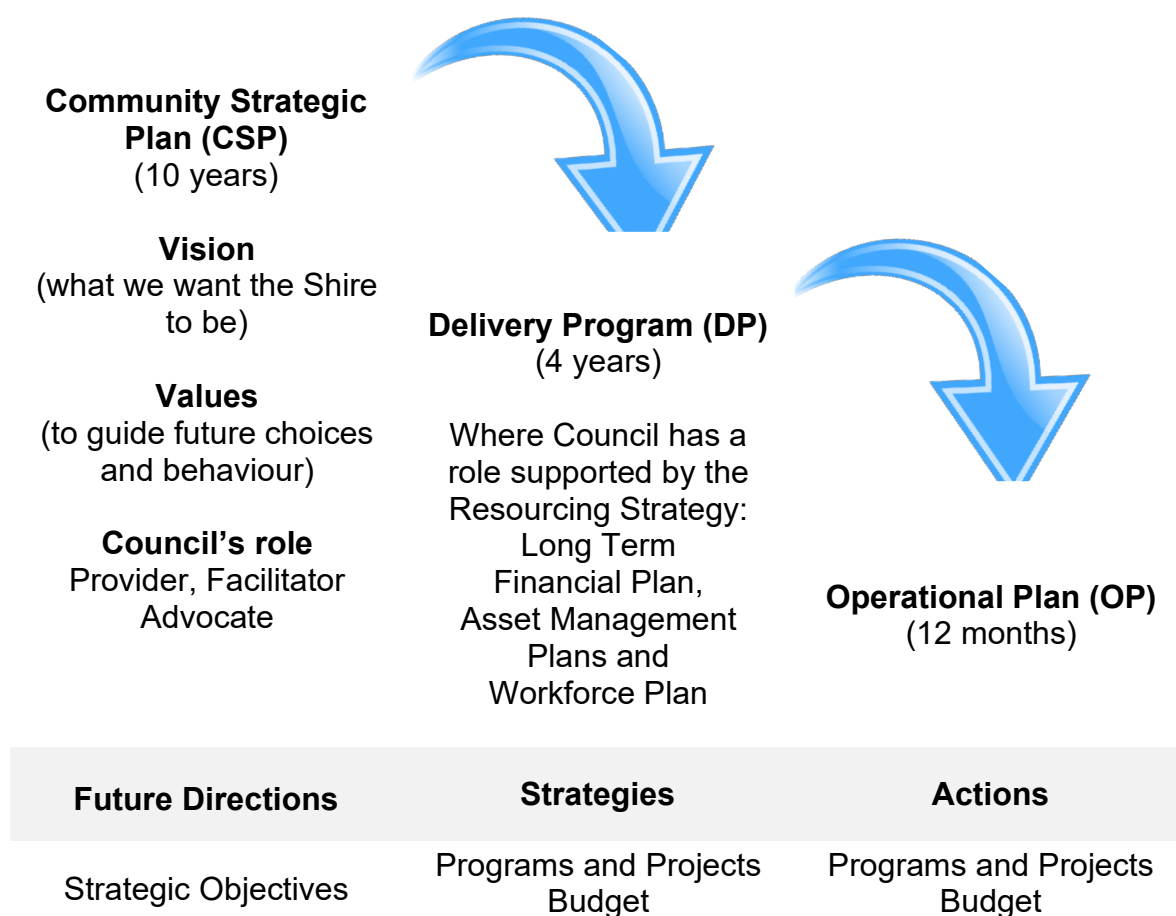 Community Strategic
Plan (CSP)
(10 years)
Vision
(what we want the Shire
to be)
Values
(to guide future choices
and behaviour)
Council’s role
Provider, Facilitator
Advocate
Delivery Program (DP)
(4 years)
Where Council has a
role supported by the
Resourcing Strategy:
Long Term
Financial Plan,
Asset Management
Plans and
Workforce Plan
Operational Plan (OP)
(12 months)
Future Directions
Strategies
Actions
Strategic Objectives
Programs and Projects
Budget
Programs and Projects
Budget